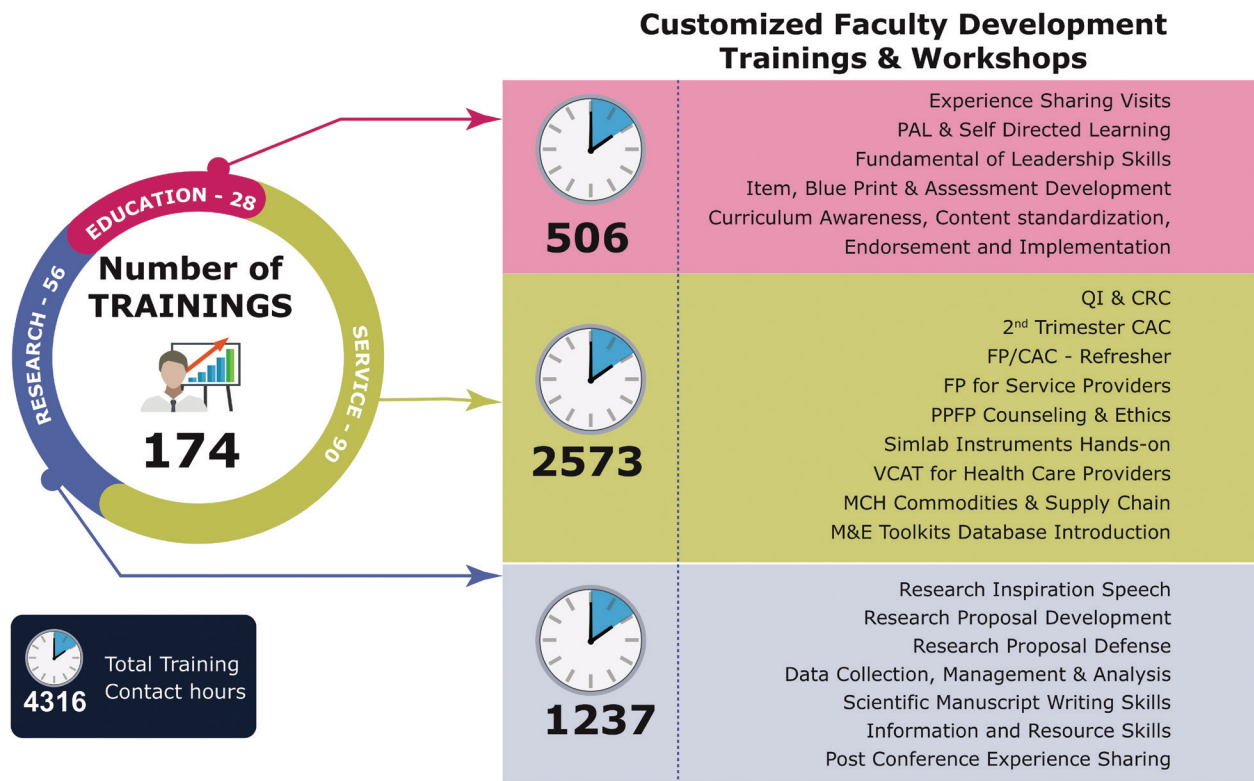 Customized Faculty Development
Trainings & Workshops
EDUCATION - 28
RESEARCH - 56
SERVICE - 90
Number of
TRAININGS
174
506
Experience Sharing Visits
PAL & Self Directed Learning
Fundamental of Leadership Skills
Item, Blue Print & Assessment Development
Curriculum Awareness, Content standardization,
Endorsement and Implementation
2573
QI & CRC
2nd Trimester CAC
FP/CAC - Refresher
FP for Service Providers
PPFP Counseling & Ethics
Simlab Instruments Hands-on
VCAT for Health Care Providers
MCH Commodities & Supply Chain
M&E Toolkits Database Introduction
1237
Research Inspiration Speech
Research Proposal Development
Research Proposal Defense
Data Collection, Management & Analysis
Scientific Manuscript Writing Skills
Information and Resource Skills
Post Conference Experience Sharing
4316
Total Training
Contact hours